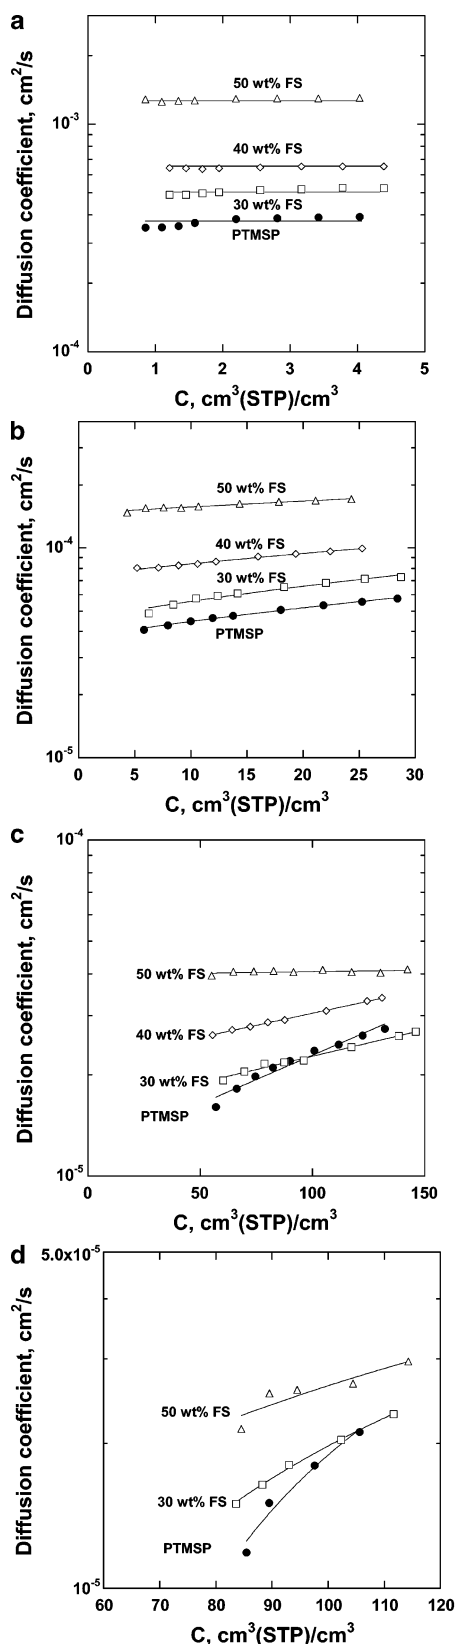 a
50 wt% FS
10⁻³
40 wt% FS
30 wt% FS
PTMSP
10⁻⁴
0 1 2 3 4 5
Diffusion coefficient, cm²/s
C, cm³(STP)/cm³
b
50 wt% FS
10⁻⁴
40 wt% FS
30 wt% FS
PTMSP
10⁻⁵
0 5 10 15 20 25 30
Diffusion coefficient, cm²/s
C, cm³(STP)/cm³
c
10⁻⁴
50 wt% FS
40 wt% FS
30 wt% FS
PTMSP
10⁻⁵
0 50 100 150
Diffusion coefficient, cm²/s
C, cm³(STP)/cm³
d
5.0x10⁻⁵
50 wt% FS
30 wt% FS
PTMSP
10⁻⁵
60 70 80 90 100 110 120
Diffusion coefficient, cm²/s
C, cm³(STP)/cm³